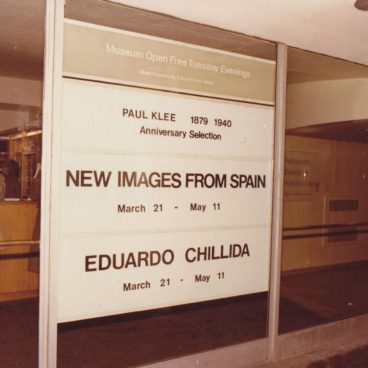 Museum Open Free Tuesday Evenings
PAUL KLEE 1879 1940
Anniversary Selection
NEW IMAGES FROM SPAIN
March 21 - May 11
EDUARDO CHILLIDA
March 21 - May 11